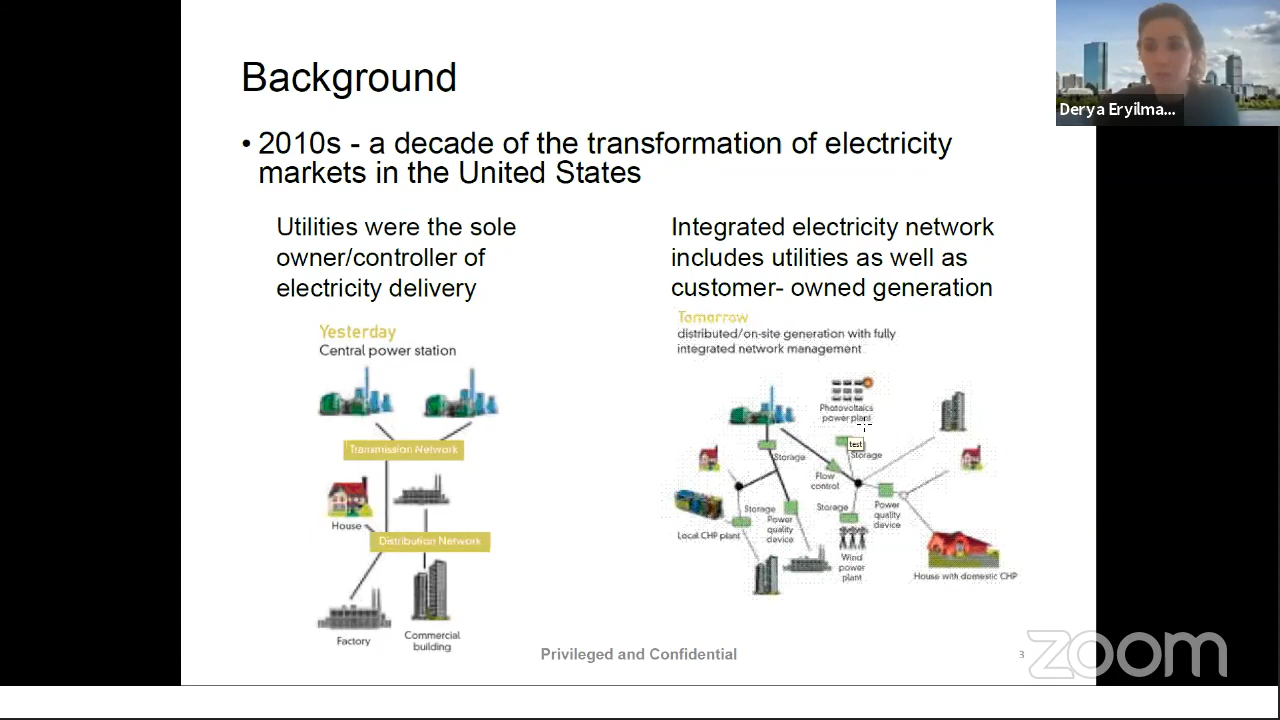 Background
• 2010s - a decade of the transformation of electricity
markets in the United States
Utilities were the sole
owner/controller of
electricity delivery
Yesterday
Central power station
Transmission Network
House
Distribution Network
Factory
Commercial
building
Integrated electricity network
includes utilities as well as
customer- owned generation
Tomorrow
distributed/on-site generation with fully
integrated network management
Photovoltaics
power plant
test
Storage
Storage
Flow
control
Storage
Power
quality
device
Storage
Power
quality
device
Local CHP plant
Wind
power
plant
House with domestic CHP
Privileged and Confidential
3
Derya Eryilma...
zoom